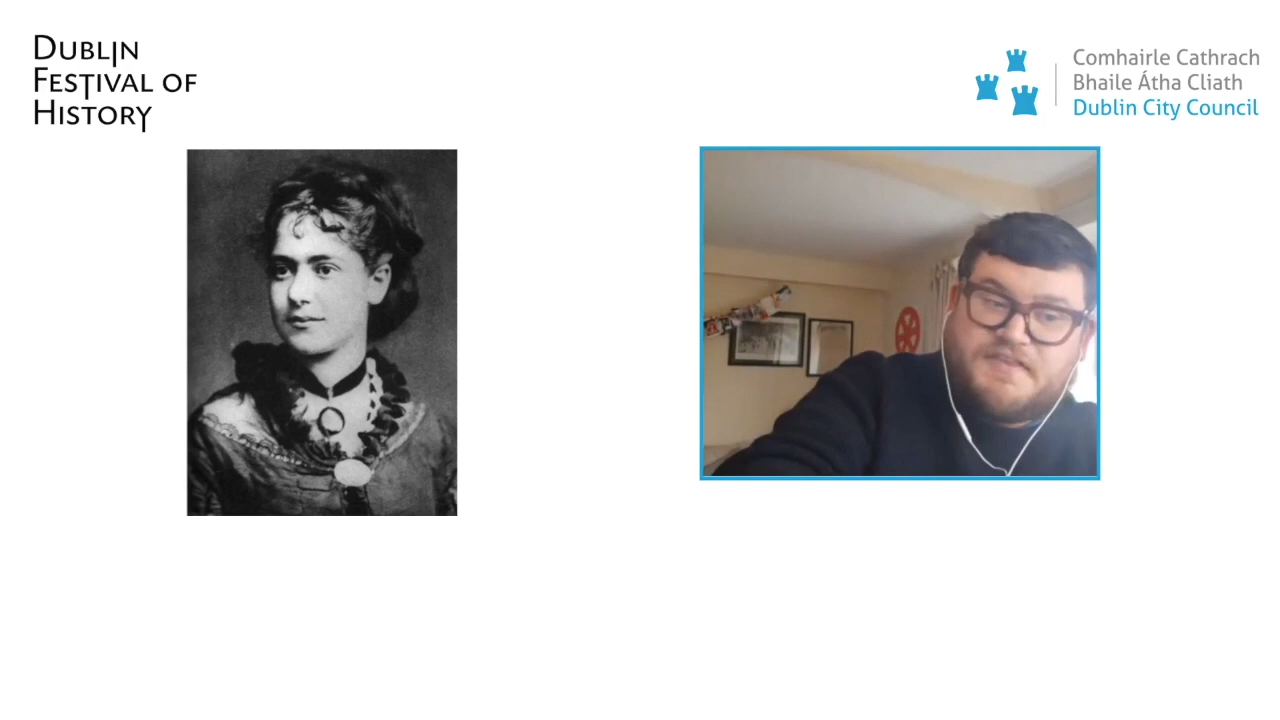 DUBLIN
FESTIVAL OF
HISTORY
Comhairle Cathrach
Bhaile Átha Cliath
Dublin City Council